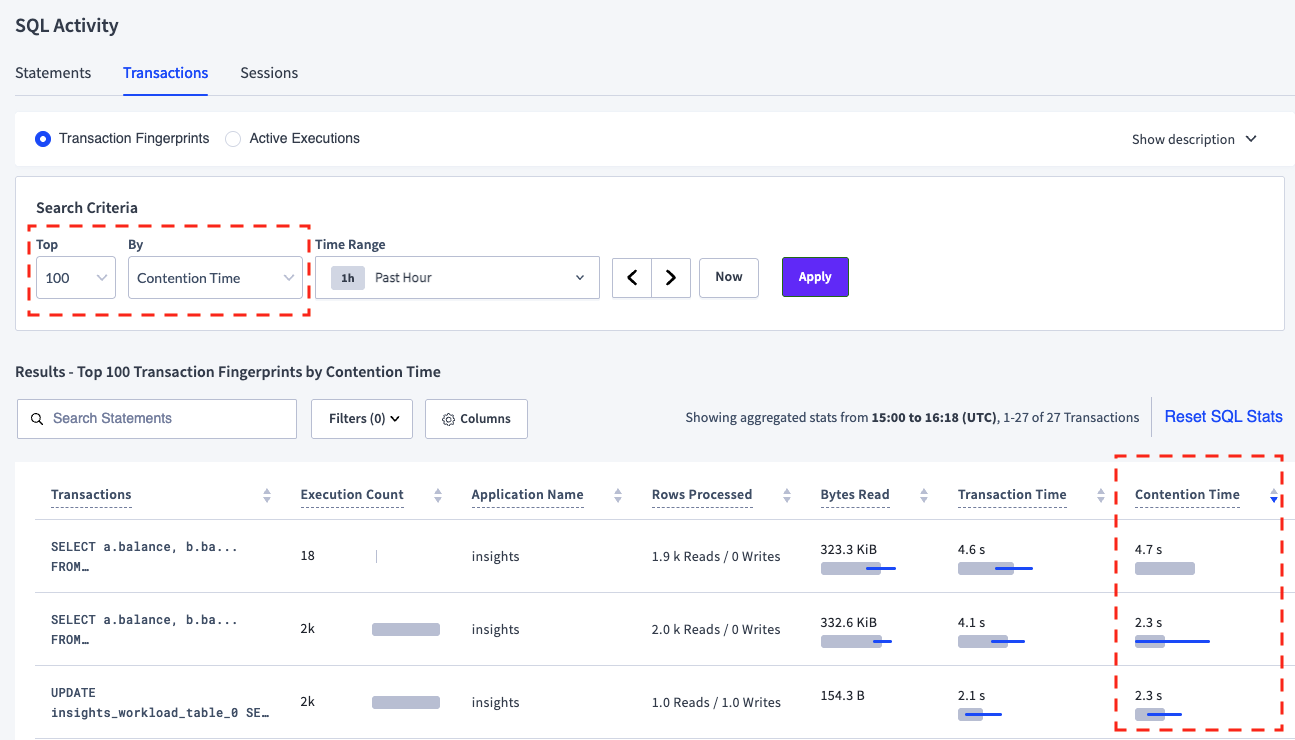 SQL Activity
Statements Transactions Sessions
Transaction Fingerprints Active Executions Show description
Search Criteria
Top By Time Range
100 Contention Time 1h Past Hour Now Apply
Results - Top 100 Transaction Fingerprints by Contention Time
Search Statements Filters (0) Columns Showing aggregated stats from 15:00 to 16:18 (UTC), 1-27 of 27 Transactions Reset SQL Stats
Transactions Execution Count Application Name Rows Processed Bytes Read Transaction Time Contention Time
SELECT a.balance, b.ba...
FROM…
18 insights 1.9 k Reads / 0 Writes 323.3 KiB 4.6 s 4.7 s
SELECT a.balance, b.ba...
FROM…
2k insights 2.0 k Reads / 0 Writes 332.6 KiB 4.1 s 2.3 s
UPDATE
insights_workload_table_0 SE…
2k insights 1.0 Reads / 1.0 Writes 154.3 B 2.1 s 2.3 s